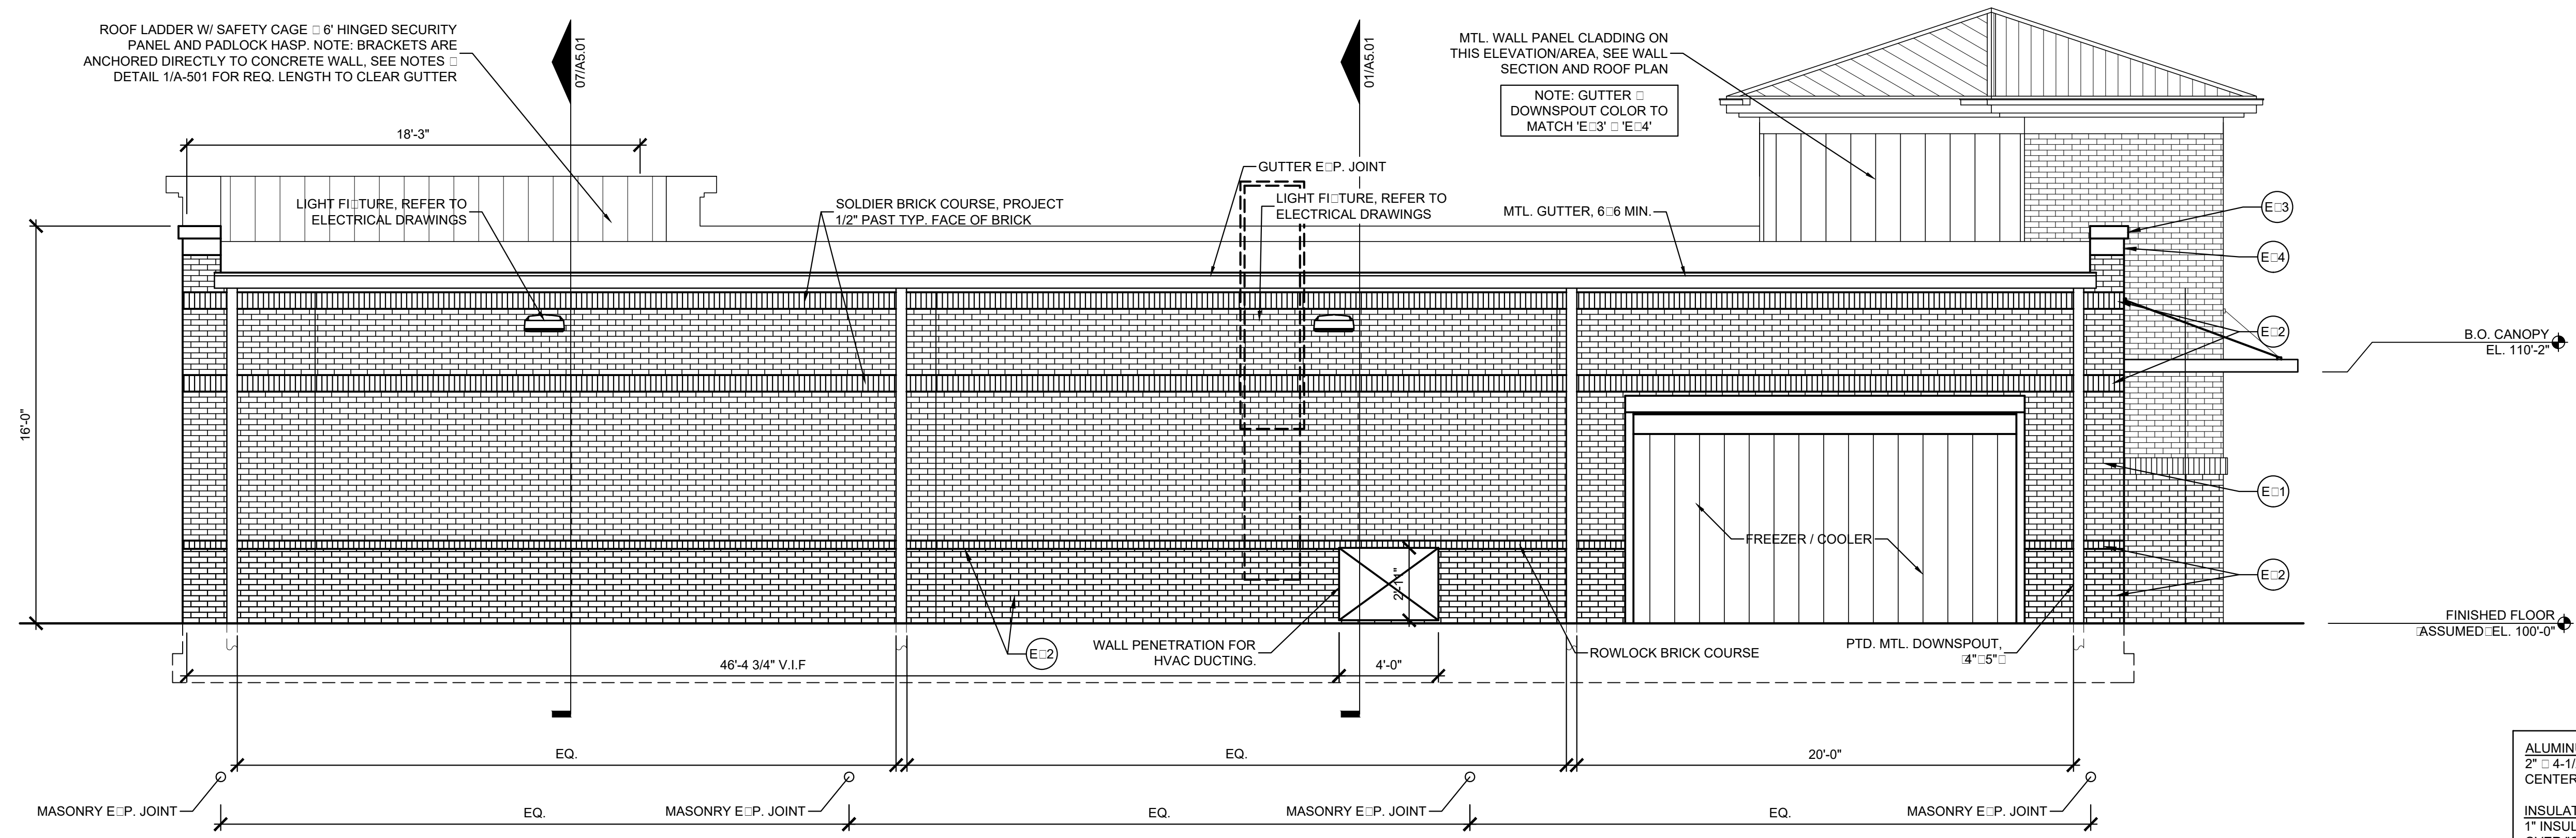 ROOF LADDER W/ SAFETY CAGE □ 6' HINGED SECURITY
PANEL AND PADLOCK HASP. NOTE: BRACKETS ARE
ANCHORED DIRECTLY TO CONCRETE WALL, SEE NOTES □
DETAIL 1/A-501 FOR REQ. LENGTH TO CLEAR GUTTER
07/A5.01
01/A5.01
MTL. WALL PANEL CLADDING ON
THIS ELEVATION/AREA, SEE WALL
SECTION AND ROOF PLAN
NOTE: GUTTER □
DOWNSPOUT COLOR TO
MATCH 'E□3' □ 'E□4'
18'-3"
GUTTER E□P. JOINT
LIGHT FI□TURE, REFER TO
ELECTRICAL DRAWINGS
SOLDIER BRICK COURSE, PROJECT
1/2" PAST TYP. FACE OF BRICK
LIGHT FI□TURE, REFER TO
ELECTRICAL DRAWINGS
MTL. GUTTER, 6□6 MIN.
E□3
E□4
E□2
B.O. CANOPY
EL. 110'-2"
16'-0"
E□1
FREEZER / COOLER
2'-11"
E□2
FINISHED FLOOR
□ASSUMED□EL. 100'-0"
E□2
WALL PENETRATION FOR
HVAC DUCTING.
ROWLOCK BRICK COURSE
PTD. MTL. DOWNSPOUT,
□4"□5"□
46'-4 3/4" V.I.F
4'-0"
EQ.
EQ.
20'-0"
MASONRY E□P. JOINT
MASONRY E□P. JOINT
MASONRY E□P. JOINT
MASONRY E□P. JOINT
EQ.
EQ.
EQ.
2" □ 4-1/
CENTER
1" INSUL